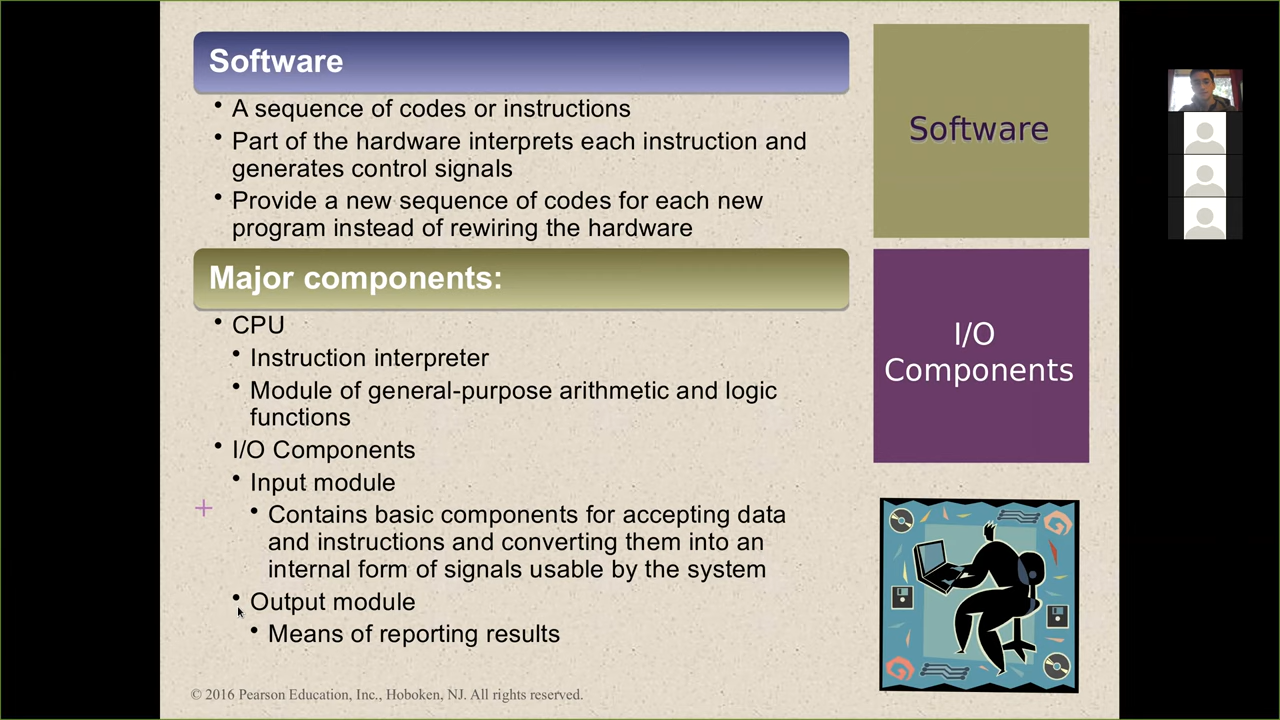 Software
• A sequence of codes or instructions
• Part of the hardware interprets each instruction and
generates control signals
• Provide a new sequence of codes for each new
program instead of rewiring the hardware
Major components:
• CPU
• Instruction interpreter
• Module of general-purpose arithmetic and logic
functions
• I/O Components
• Input module
• Contains basic components for accepting data
and instructions and converting them into an
internal form of signals usable by the system
• Output module
• Means of reporting results
+
© 2016 Pearson Education, Inc., Hoboken, NJ. All rights reserved.
Software
I/O
Components